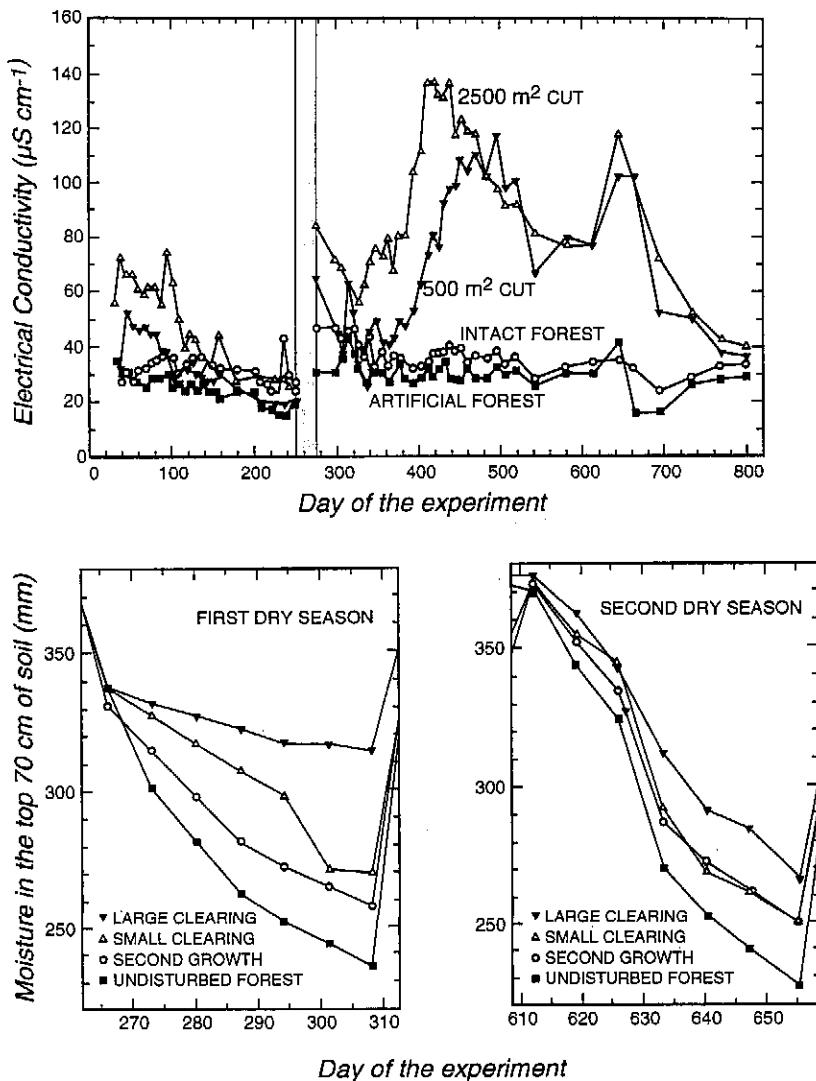 160
140
120
100
80
60
40
20
0
Electrical Conductivity (µS cm⁻¹)
2500 m² CUT
500 m² CUT
INTACT FOREST
ARTIFICIAL FOREST
0 100 200 300 400 500 600 700 800
Day of the experiment
Moisture in the top 70 cm of soil (mm)
350
300
250
FIRST DRY SEASON
LARGE CLEARING
SMALL CLEARING
SECOND GROWTH
UNDISTURBED FOREST
270 280 290 300 310
350
300
250
SECOND DRY SEASON
LARGE CLEARING
SMALL CLEARING
SECOND GROWTH
UNDISTURBED FOREST
610 620 630 640 650
Day of the experiment